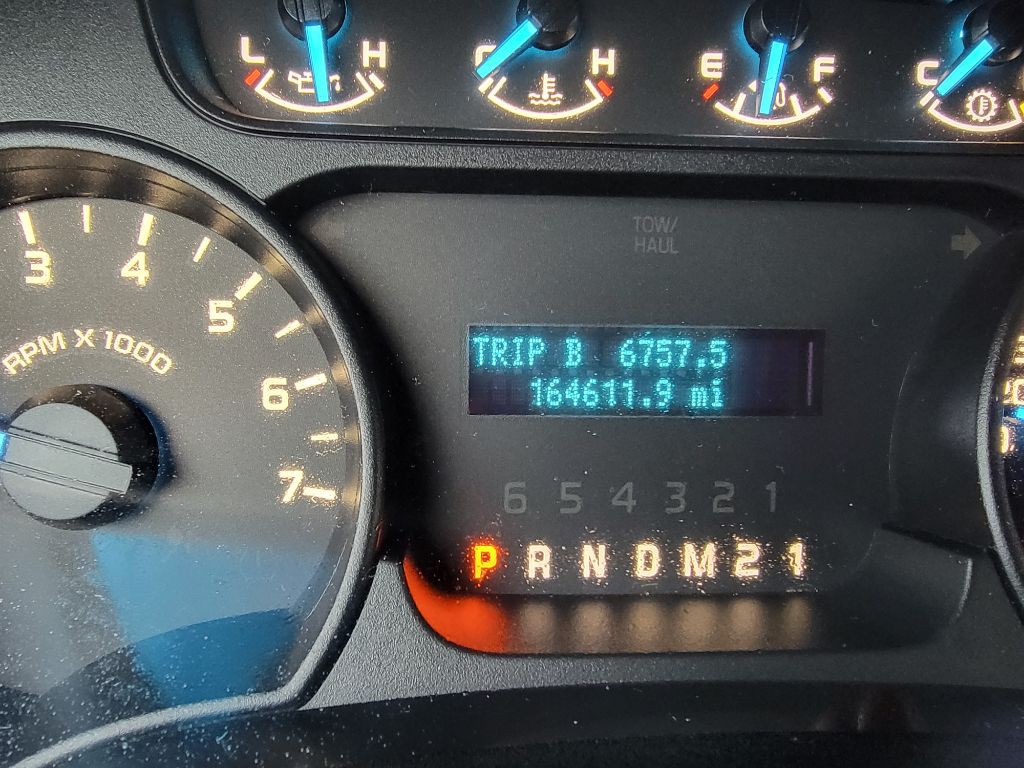 L H
C H
E F
C
TOW/
HAUL
3 4 5 6 7
RPM X 1000
TRIP B 6757.5
164611.9 mi
6 5 4 3 2 1
P R N D M 2 1